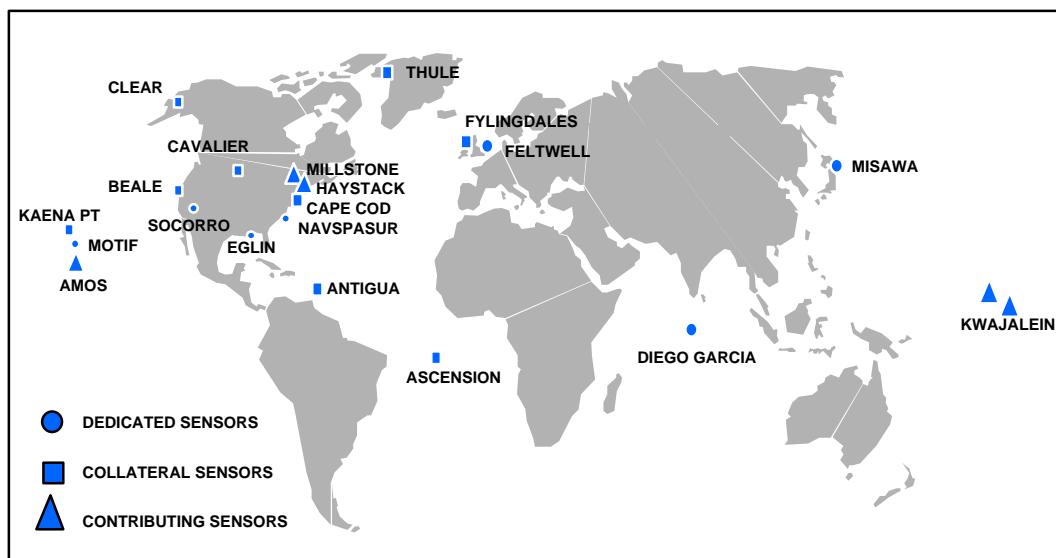 THULE
CLEAR
FYLINGDALES
CAVALIER
FELTWELL
MILLSTONE
MISAWA
HAYSTACK
BEALE
CAPE COD
KAENA PT
SOCORRO
NAVSPASUR
MOTIF
EGLIN
AMOS
ANTIGUA
KWAJALEIN
DIEGO GARCIA
ASCENSION
DEDICATED SENSORS
COLLATERAL SENSORS
CONTRIBUTING SENSORS